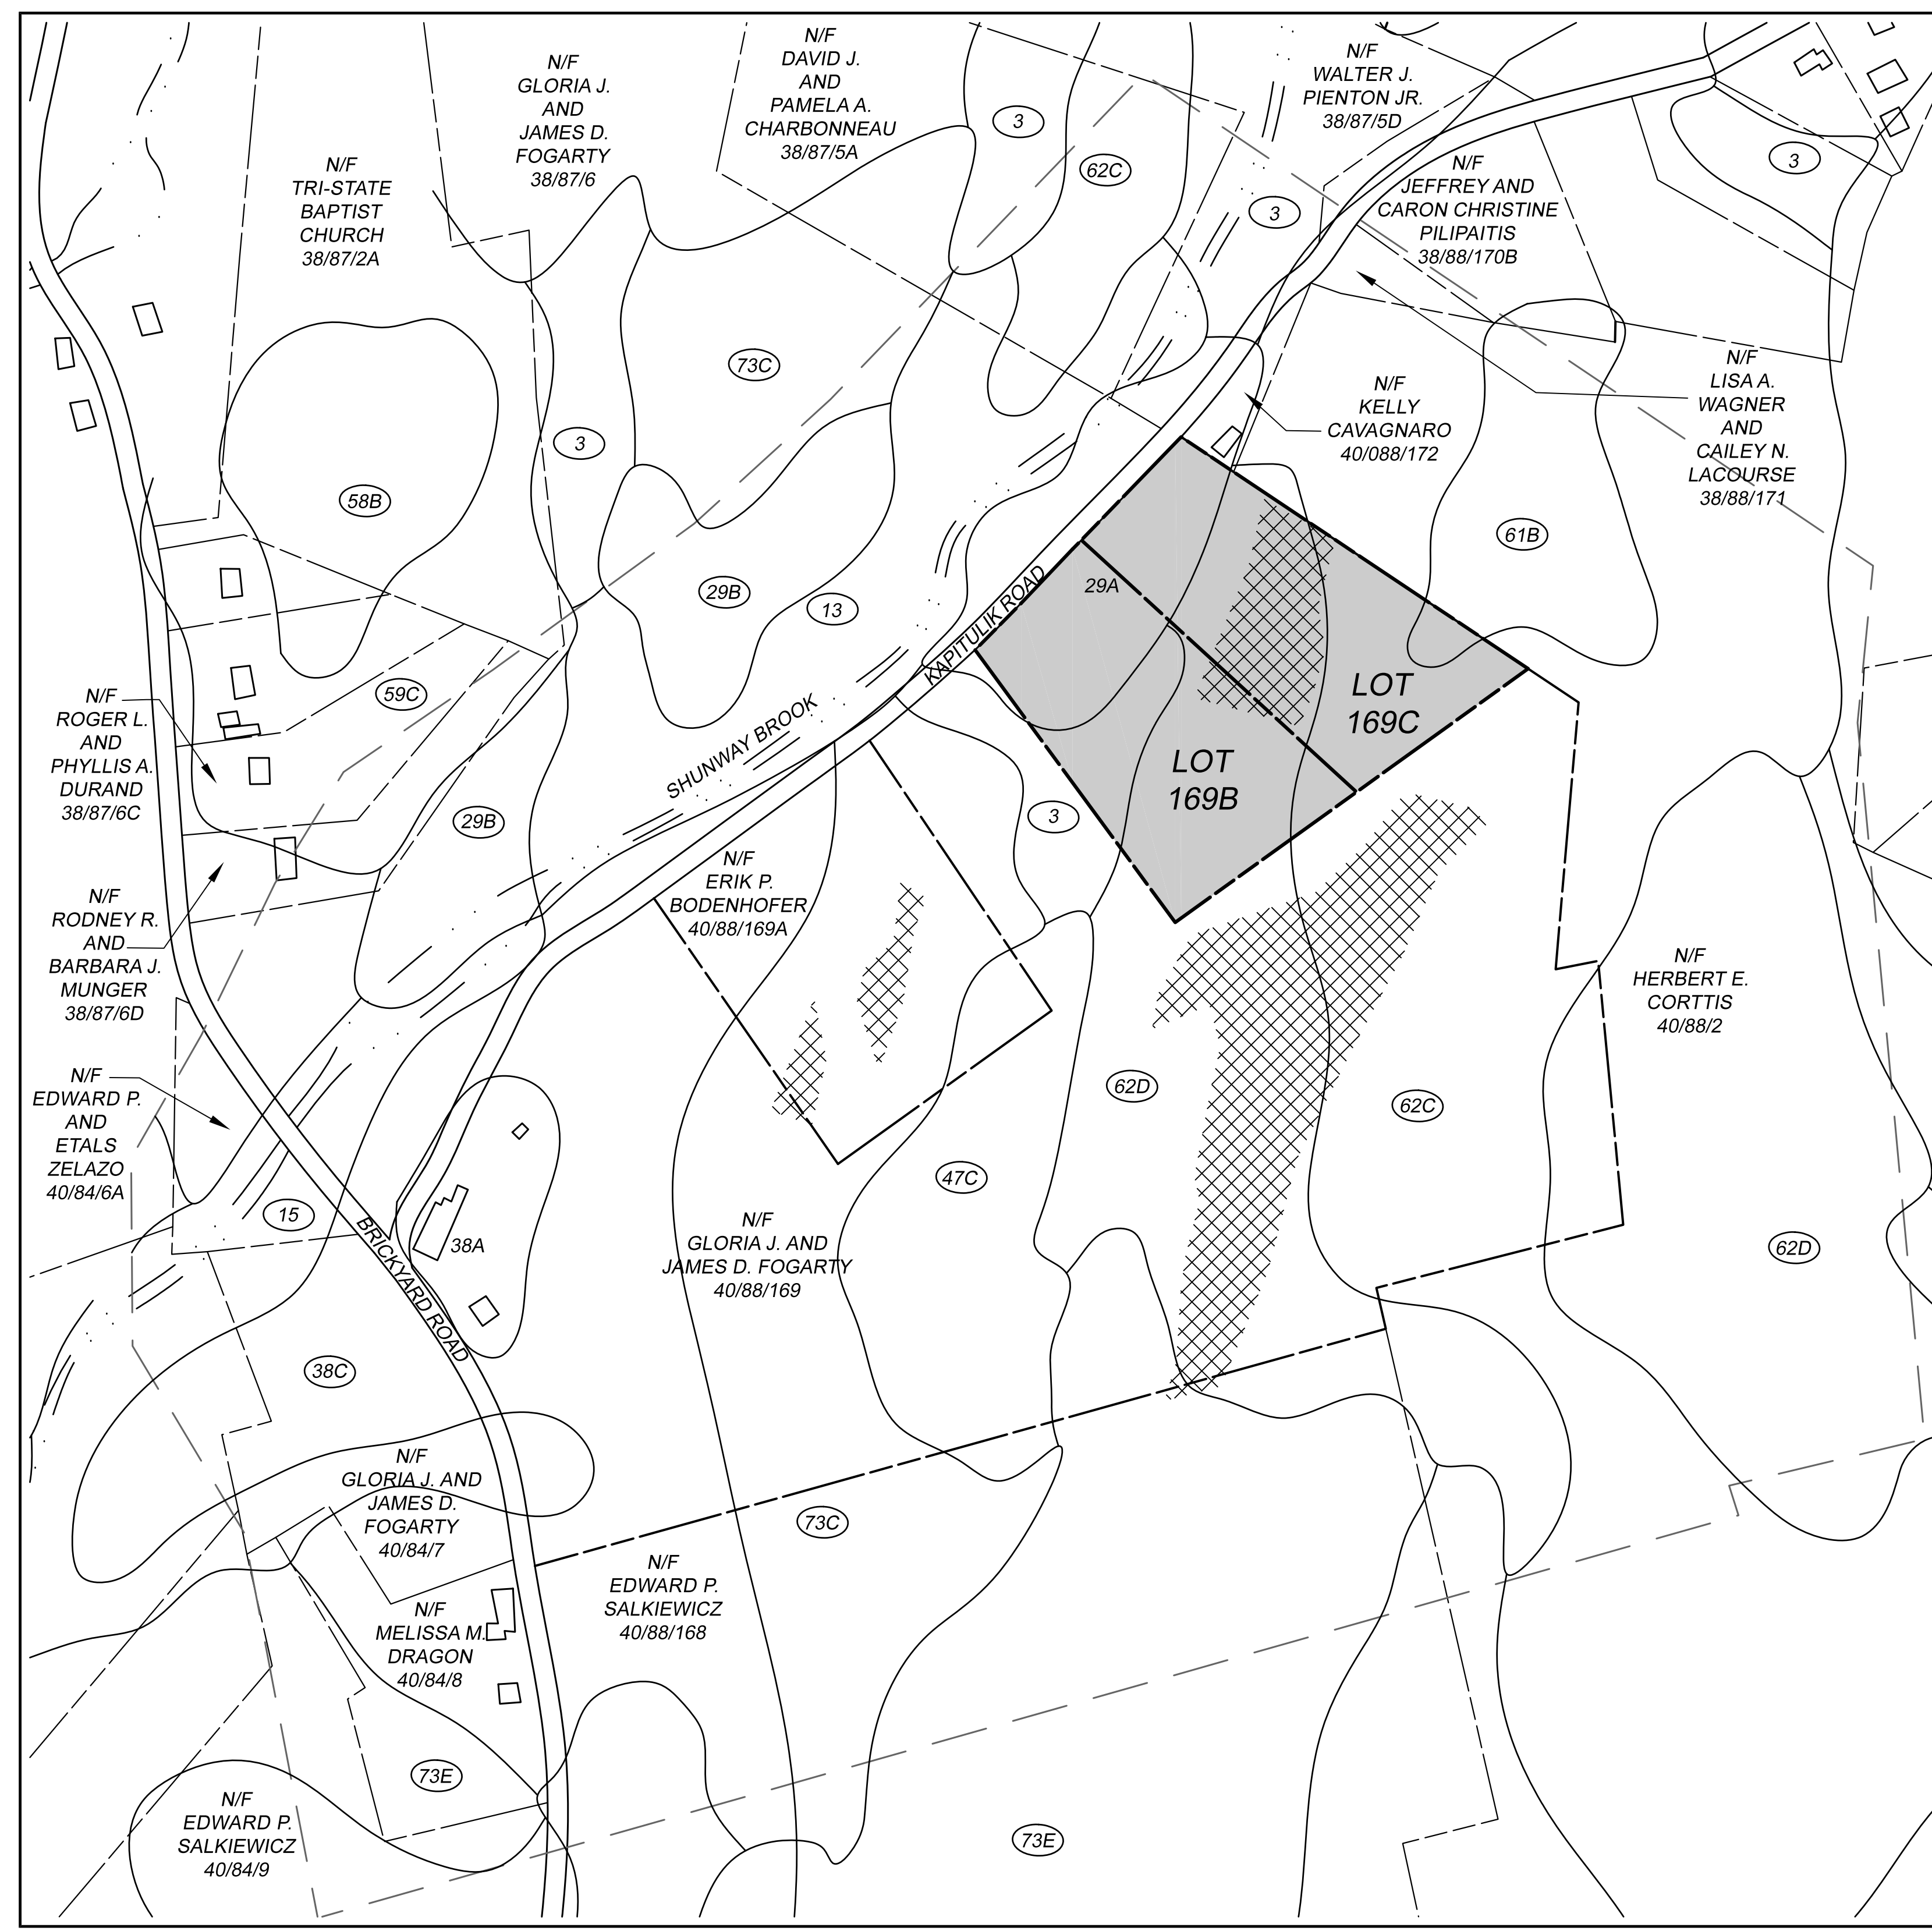 N/F
TRI-STATE
BAPTIST
CHURCH
38/87/2A
N/F
GLORIA J.
AND
JAMES D.
FOGARTY
38/87/6
N/F
DAVID J.
AND
PAMELA A.
CHARBONNEAU
38/87/5A
3
62C
N/F
WALTER J.
PIENTON JR.
38/87/5D
3
N/F
JEFFREY AND
CARON CHRISTINE
PILIPAITIS
38/88/170B
3
73C
3
58B
N/F
KELLY
CAVAGNARO
40/088/172
N/F
LISA A.
WAGNER
AND
CAILEY N.
LACOURSE
38/88/171
61B
29B
13
29A
KAPITULIK ROAD
59C
N/F
ROGER L.
AND
PHYLLIS A.
DURAND
38/87/6C
SHUNWAY BROOK
LOT
169C
LOT
169B
29B
3
N/F
ERIK P.
BODENHOFER
40/88/169A
N/F
RODNEY R.
AND
BARBARA J.
MUNGER
38/87/6D
N/F
HERBERT E.
CORTTIS
40/88/2
N/F
EDWARD P.
AND
ETALS
ZELAZO
40/84/6A
62D
62C
47C
15
38A
BRICKYARD ROAD
N/F
GLORIA J. AND
JAMES D. FOGARTY
40/88/169
62D
38C
N/F
GLORIA J. AND
JAMES D.
FOGARTY
40/84/7
73C
N/F
EDWARD P.
SALKIEWICZ
40/88/168
N/F
MELISSA M.
DRAGON
40/84/8
73E
N/F
EDWARD P.
SALKIEWICZ
40/84/9
73E